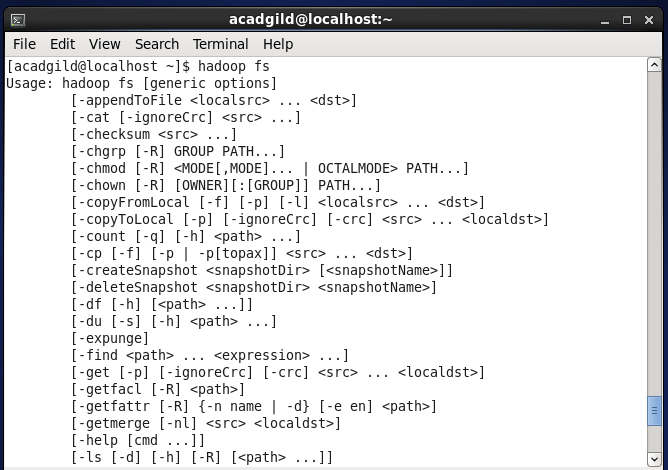 acadgild@localhost:~
File Edit View Search Terminal Help
[acadgild@localhost ~]$ hadoop fs
Usage: hadoop fs [generic options]
[-appendToFile <localsrc> ... <dst>]
[-cat [-ignoreCrc] <src> ...]
[-checksum <src> ...]
[-chgrp [-R] GROUP PATH...]
[-chmod [-R] <MODE[,MODE]... | OCTALMODE> PATH...]
[-chown [-R] [OWNER][:[GROUP]] PATH...]
[-copyFromLocal [-f] [-p] [-l] <localsrc> ... <dst>]
[-copyToLocal [-p] [-ignoreCrc] [-crc] <src> ... <localdst>]
[-count [-q] [-h] <path> ...]
[-cp [-f] [-p | -p[topax]] <src> ... <dst>]
[-createSnapshot <snapshotDir> [<snapshotName>]]
[-deleteSnapshot <snapshotDir> <snapshotName>]
[-df [-h] [<path> ...]]
[-du [-s] [-h] <path> ...]
[-expunge]
[-find <path> ... <expression> ...]
[-get [-p] [-ignoreCrc] [-crc] <src> ... <localdst>]
[-getfacl [-R] <path>]
[-getfattr [-R] {-n name | -d} [-e en] <path>]
[-getmerge [-nl] <src> <localdst>]
[-help [cmd ...]]
[-ls [-d] [-h] [-R] [<path> ...]]